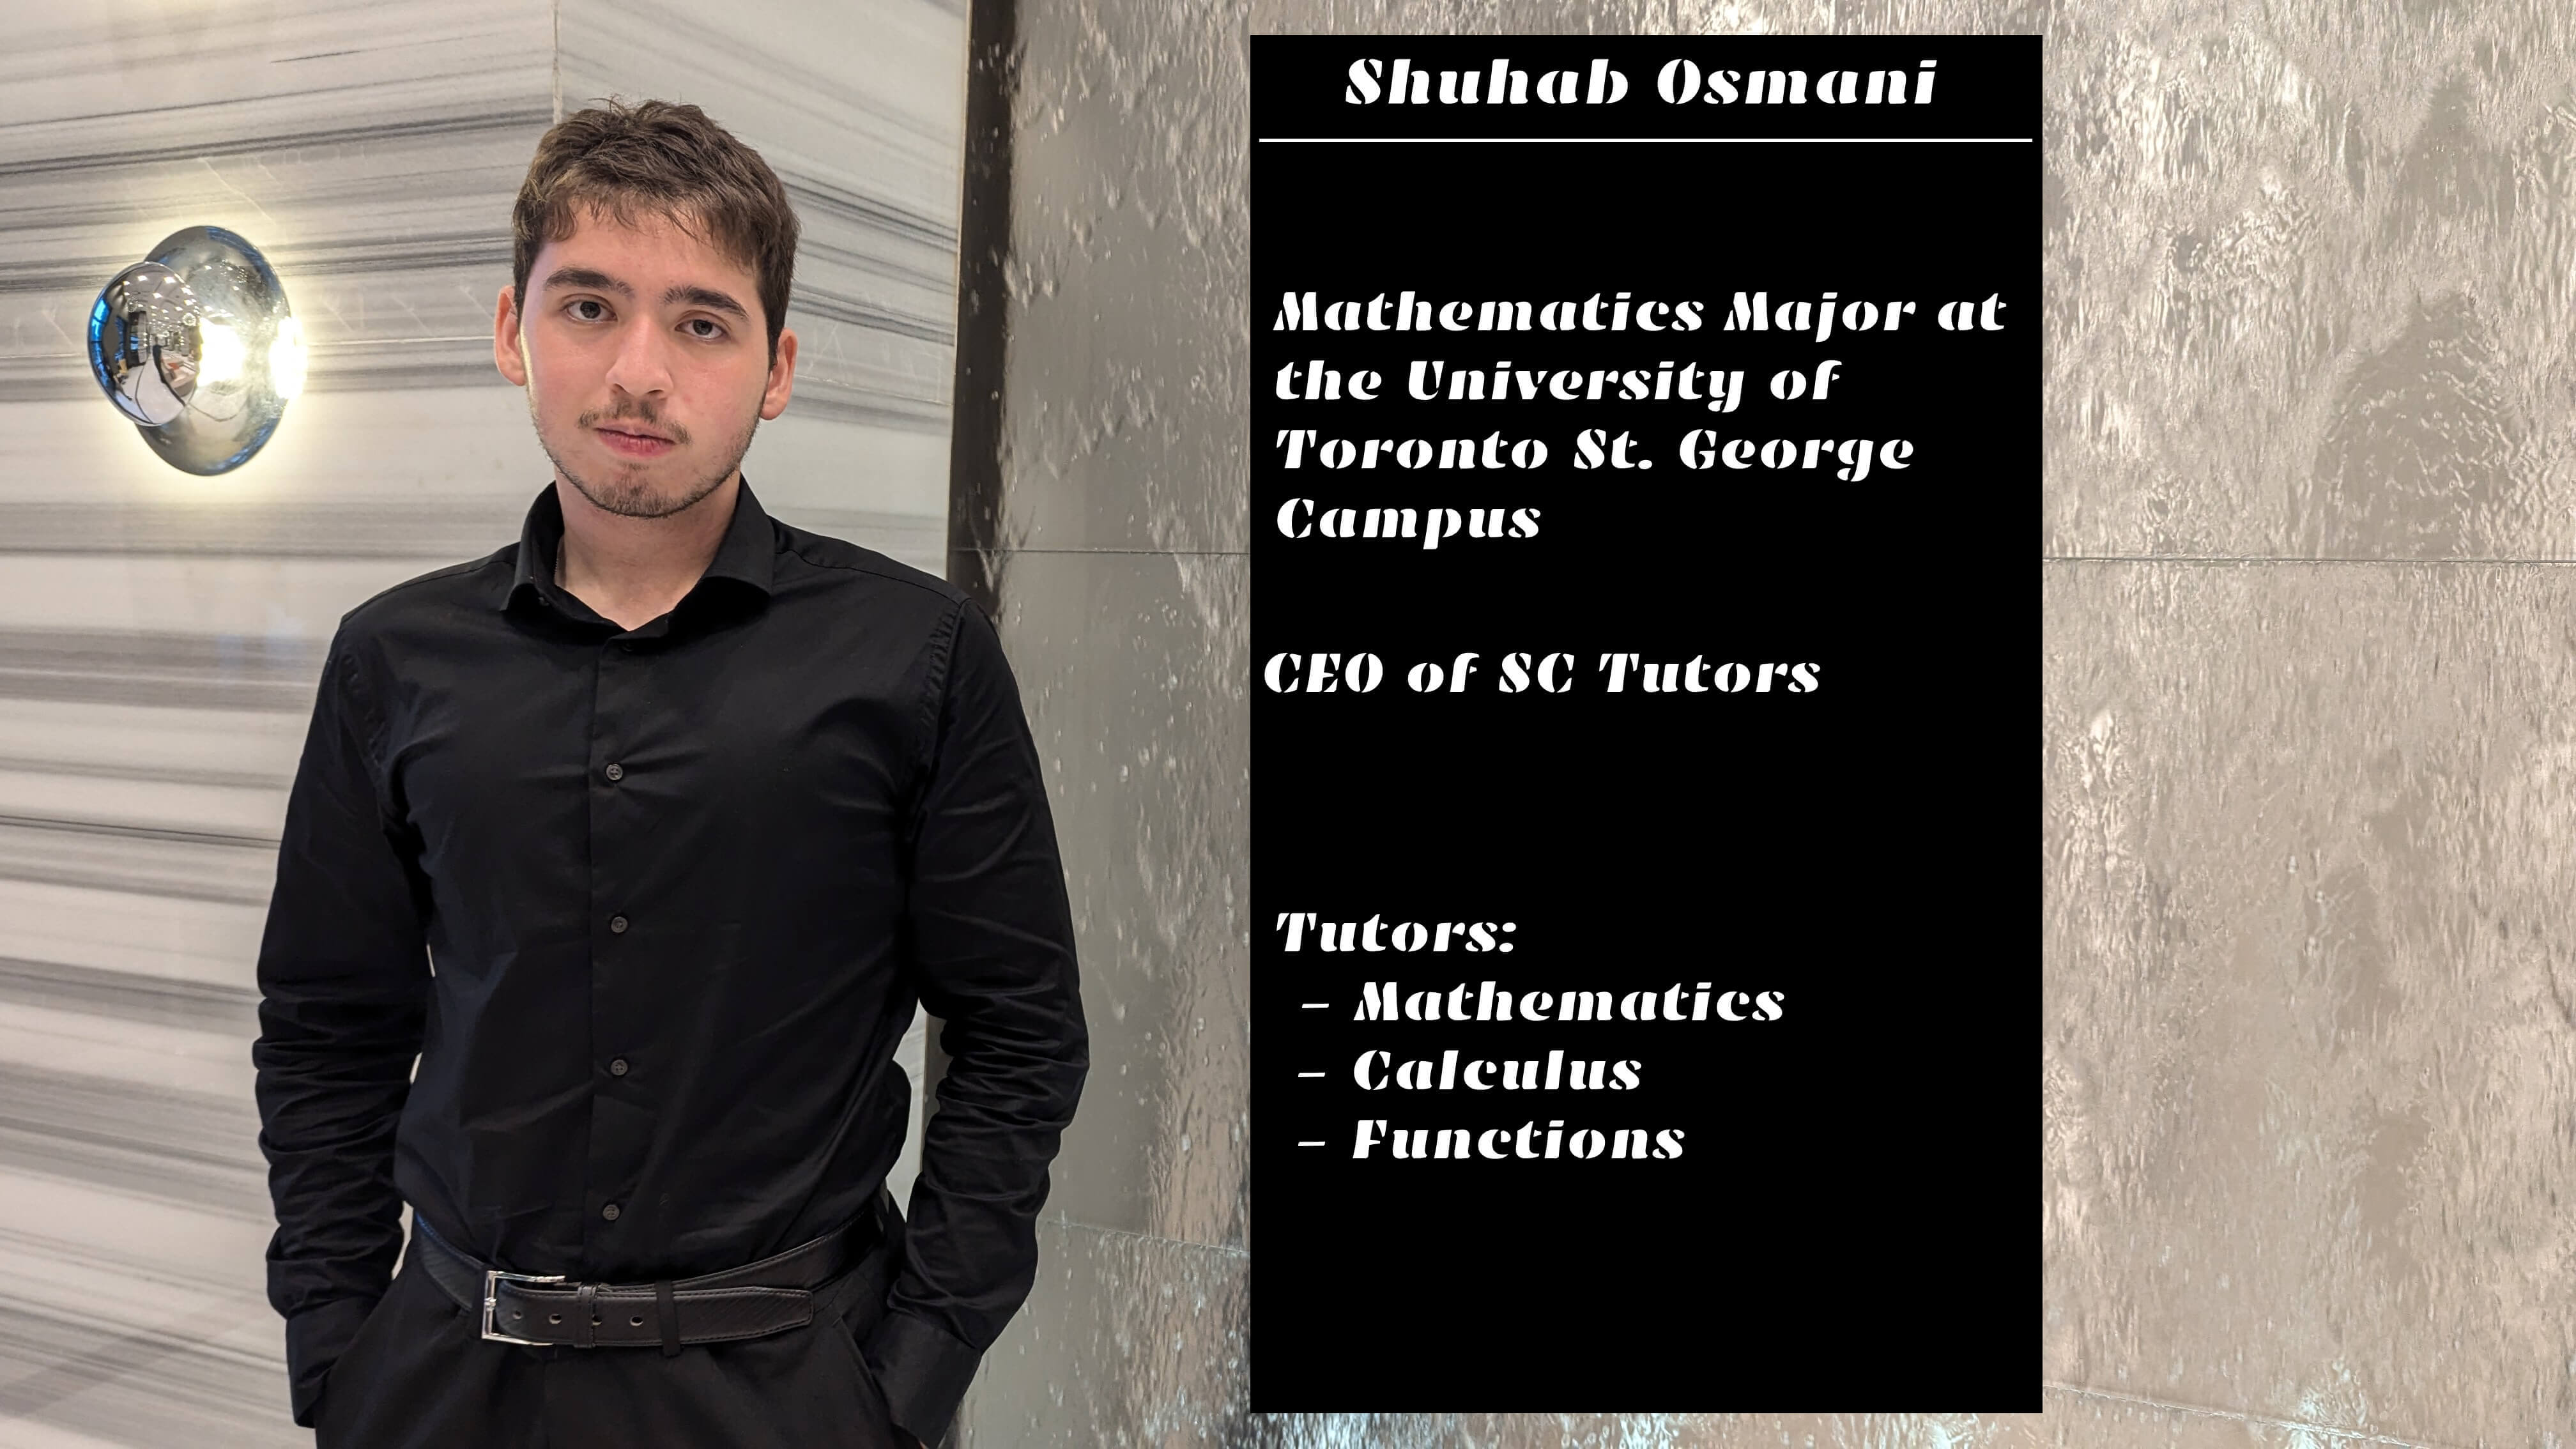 Shuhab Osmani
Mathematics Major at
the University of
Toronto St. George
Campus
CEO of SC Tutors
Tutors:
- Mathematics
- Calculus
- Functions